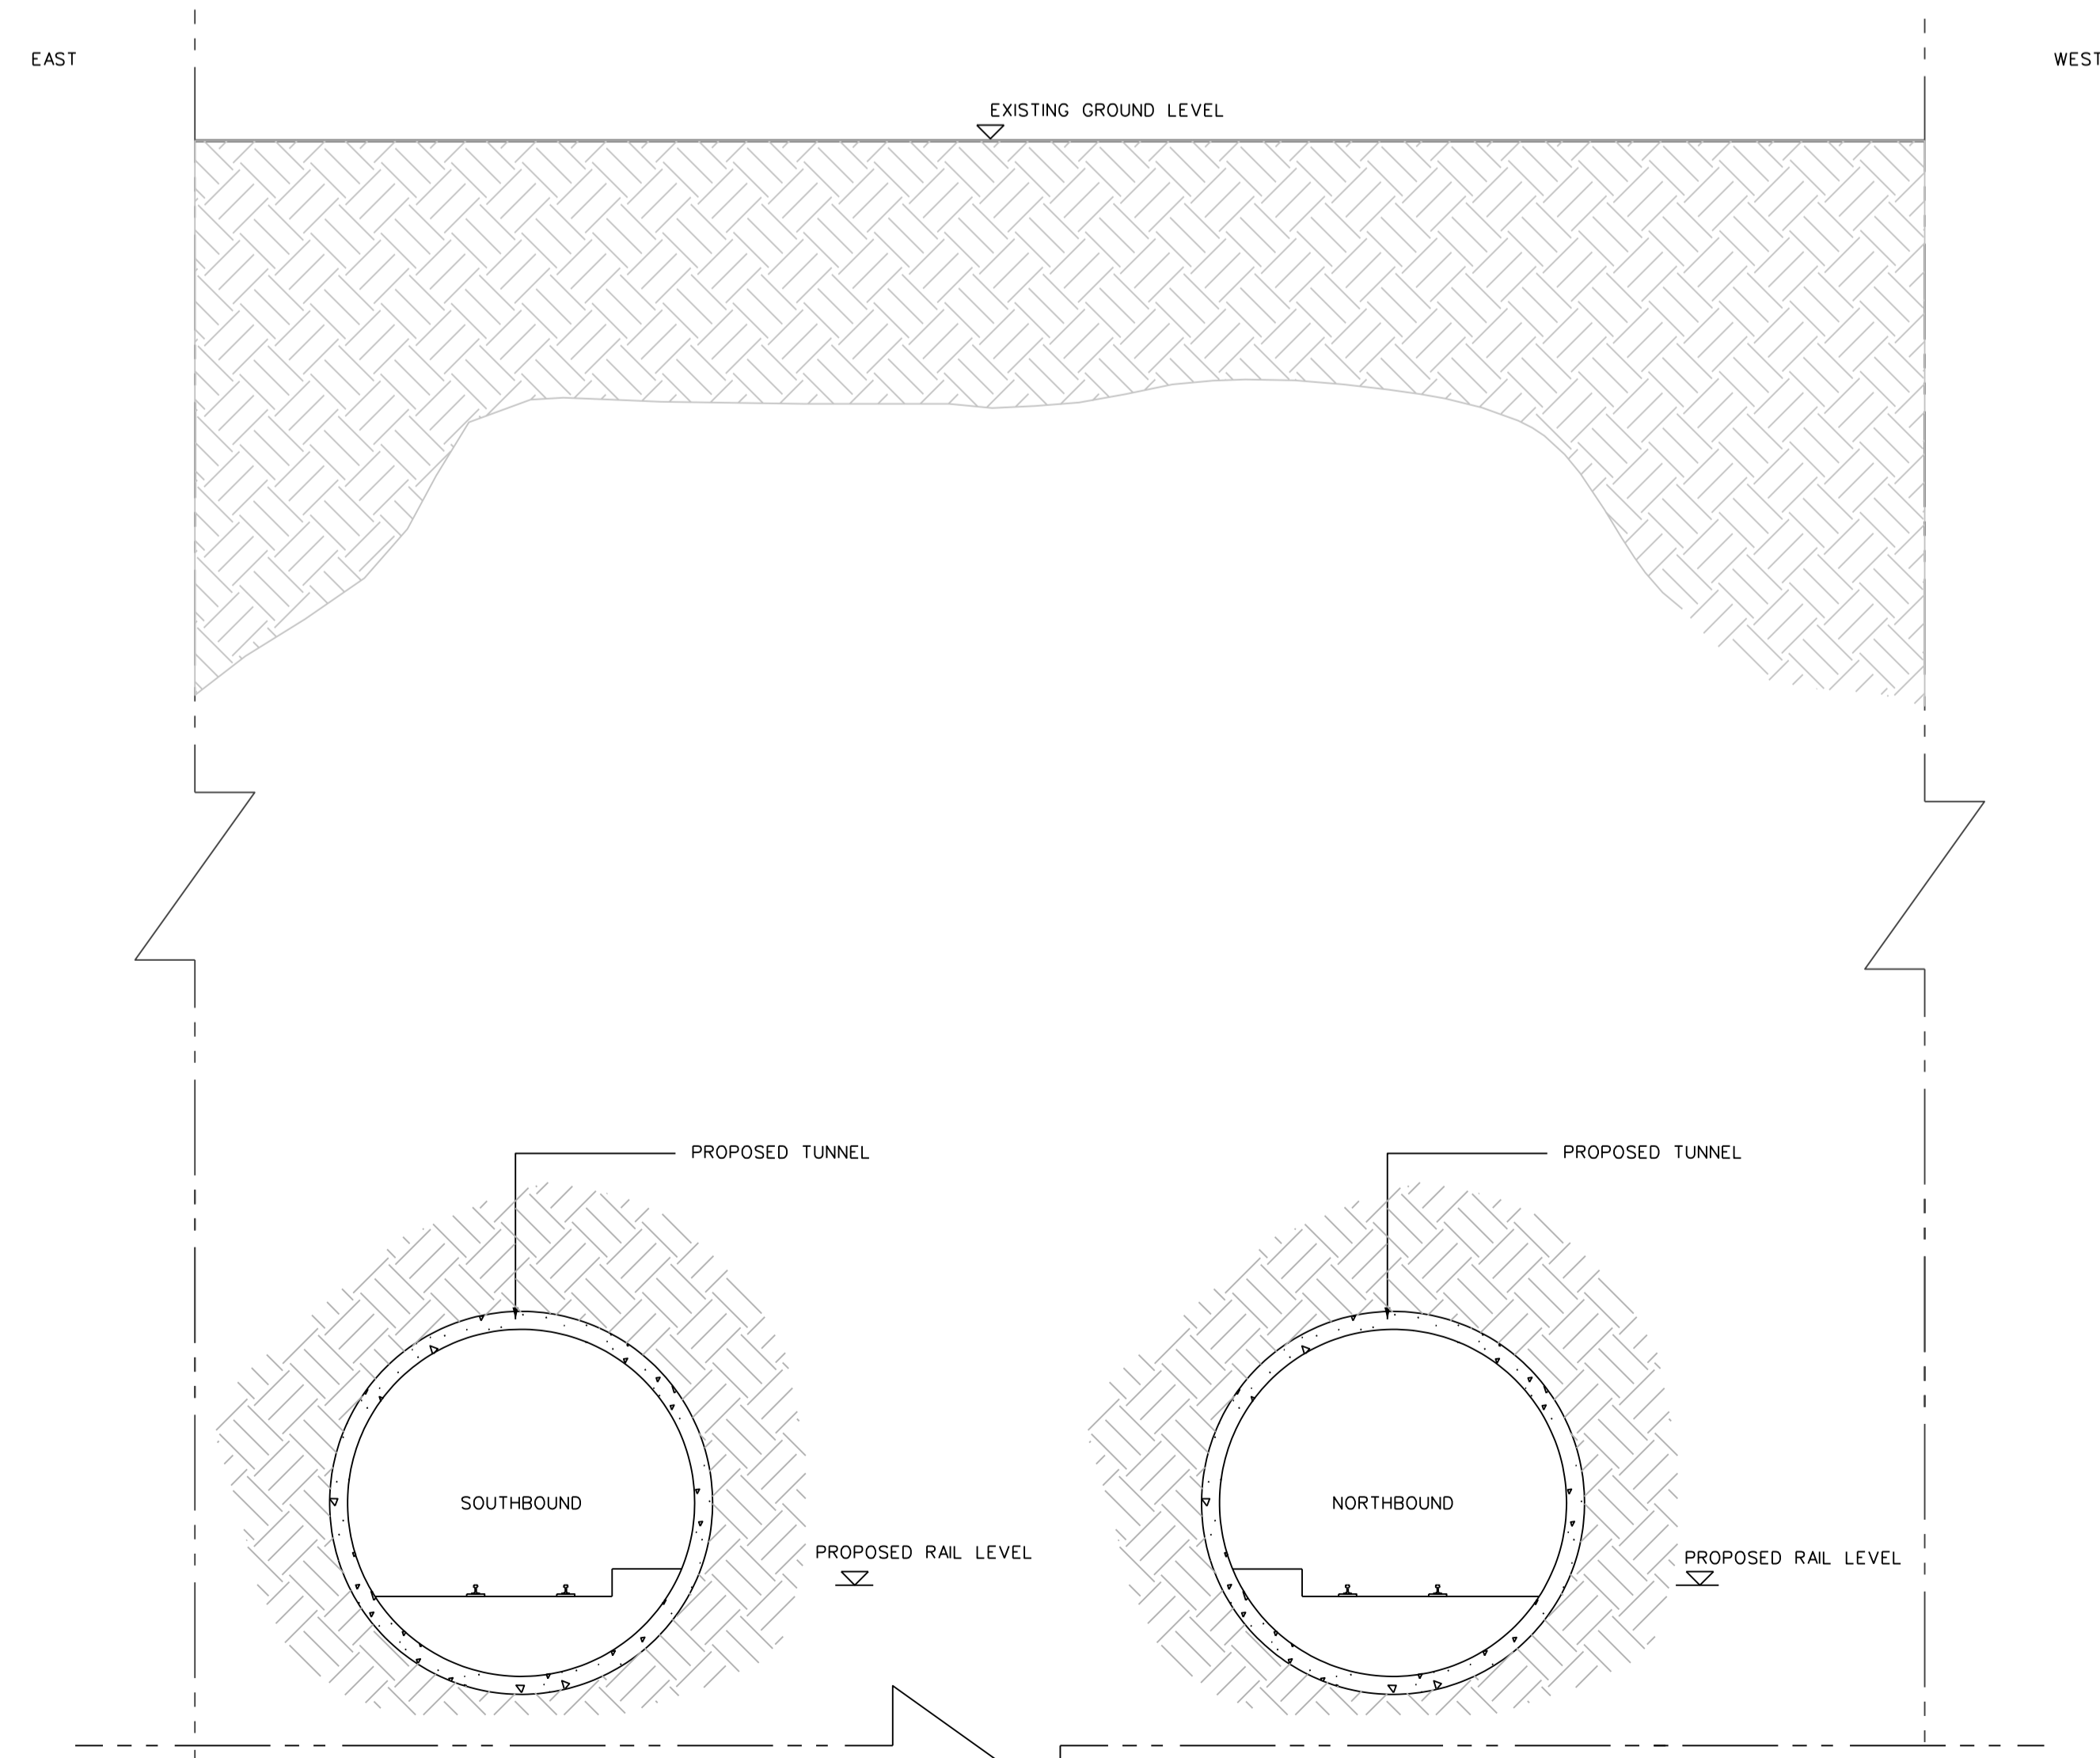 EAST
WEST
EXISTING GROUND LEVEL
PROPOSED TUNNEL
PROPOSED TUNNEL
SOUTHBOUND
NORTHBOUND
PROPOSED RAIL LEVEL
PROPOSED RAIL LEVEL